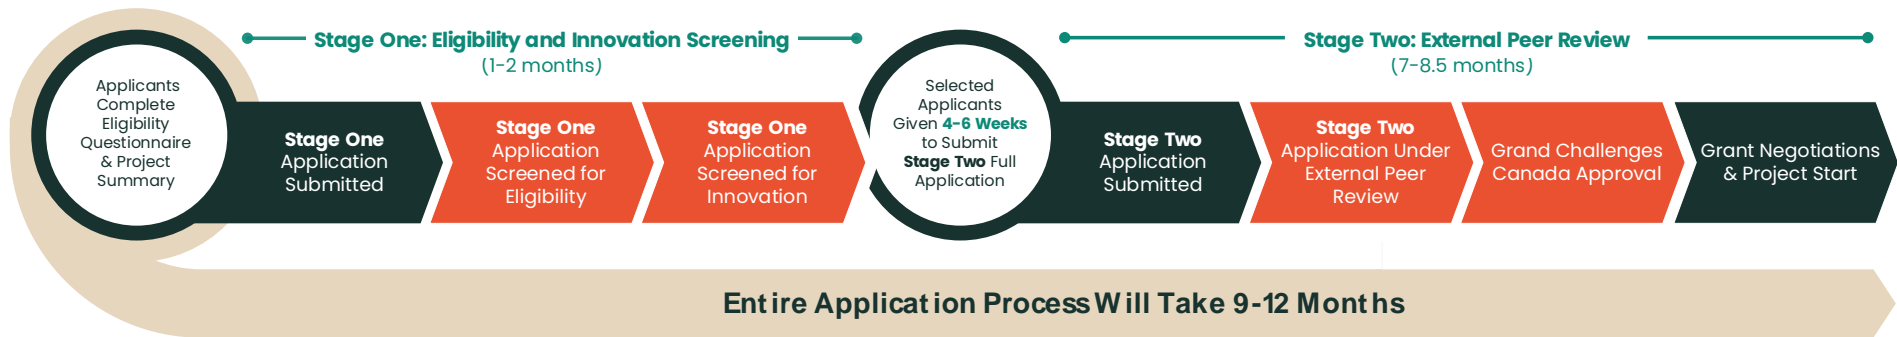 Applicants
Complete
Eligibility
Questionnaire
& Project
Summary
Stage One: Eligibility and Innovation Screening
(1-2 months)
Stage One
Application
Submitted
Stage One
Application
Screened for
Eligibility
Stage One
Application
Screened for
Innovation
Selected
Applicants
Given 4-6 Weeks
to Submit
Stage Two Full
Application
Stage Two: External Peer Review
(7-8.5 months)
Stage Two
Application
Submitted
Stage Two
Application Under
External Peer
Review
Grand Challenges
Canada Approval
Grant Negotiations
& Project Start
Entire Application Process Will Take 9-12 Months